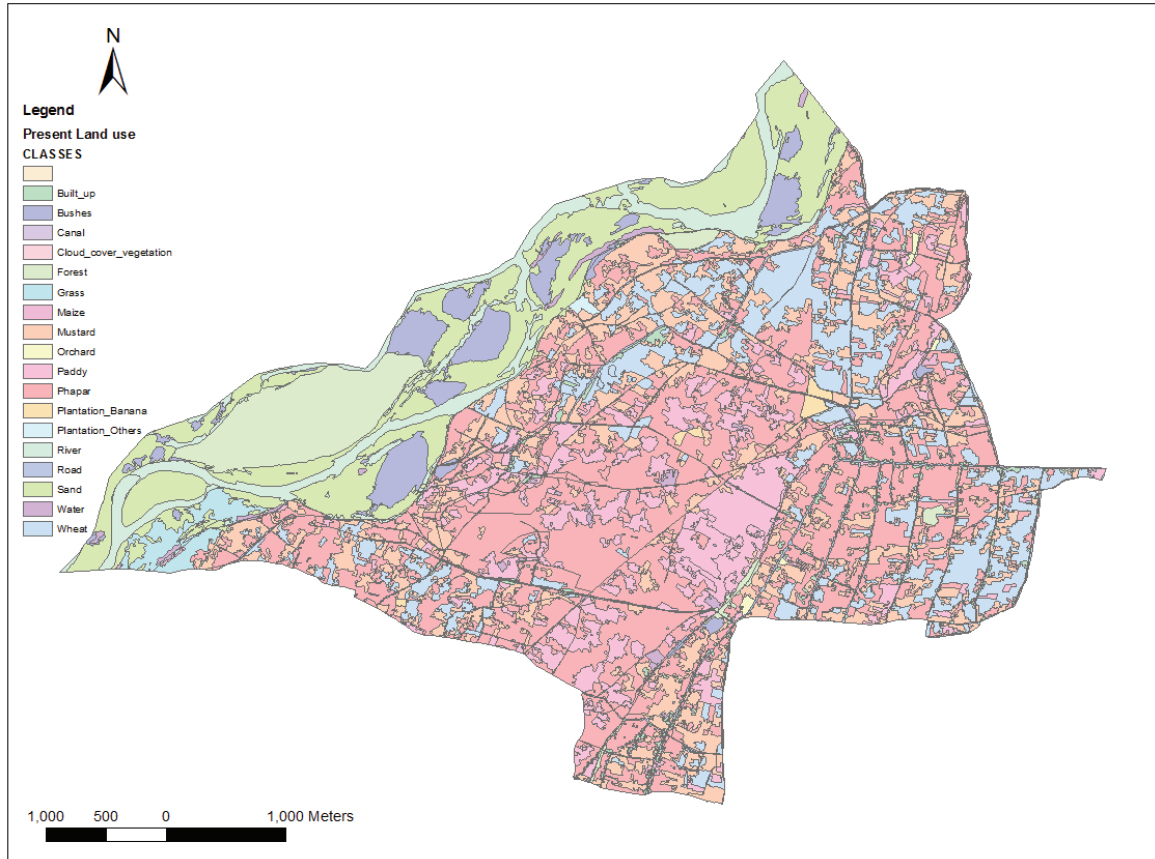 N
Legend
Present Land use
CLASSES
Built_up
Bushes
Canal
Cloud_cover_vegetation
Forest
Grass
Maize
Mustard
Orchard
Paddy
Phapar
Plantation_Banana
Plantation_Others
River
Road
Sand
Water
Wheat
1,000 500 0 1,000 Meters